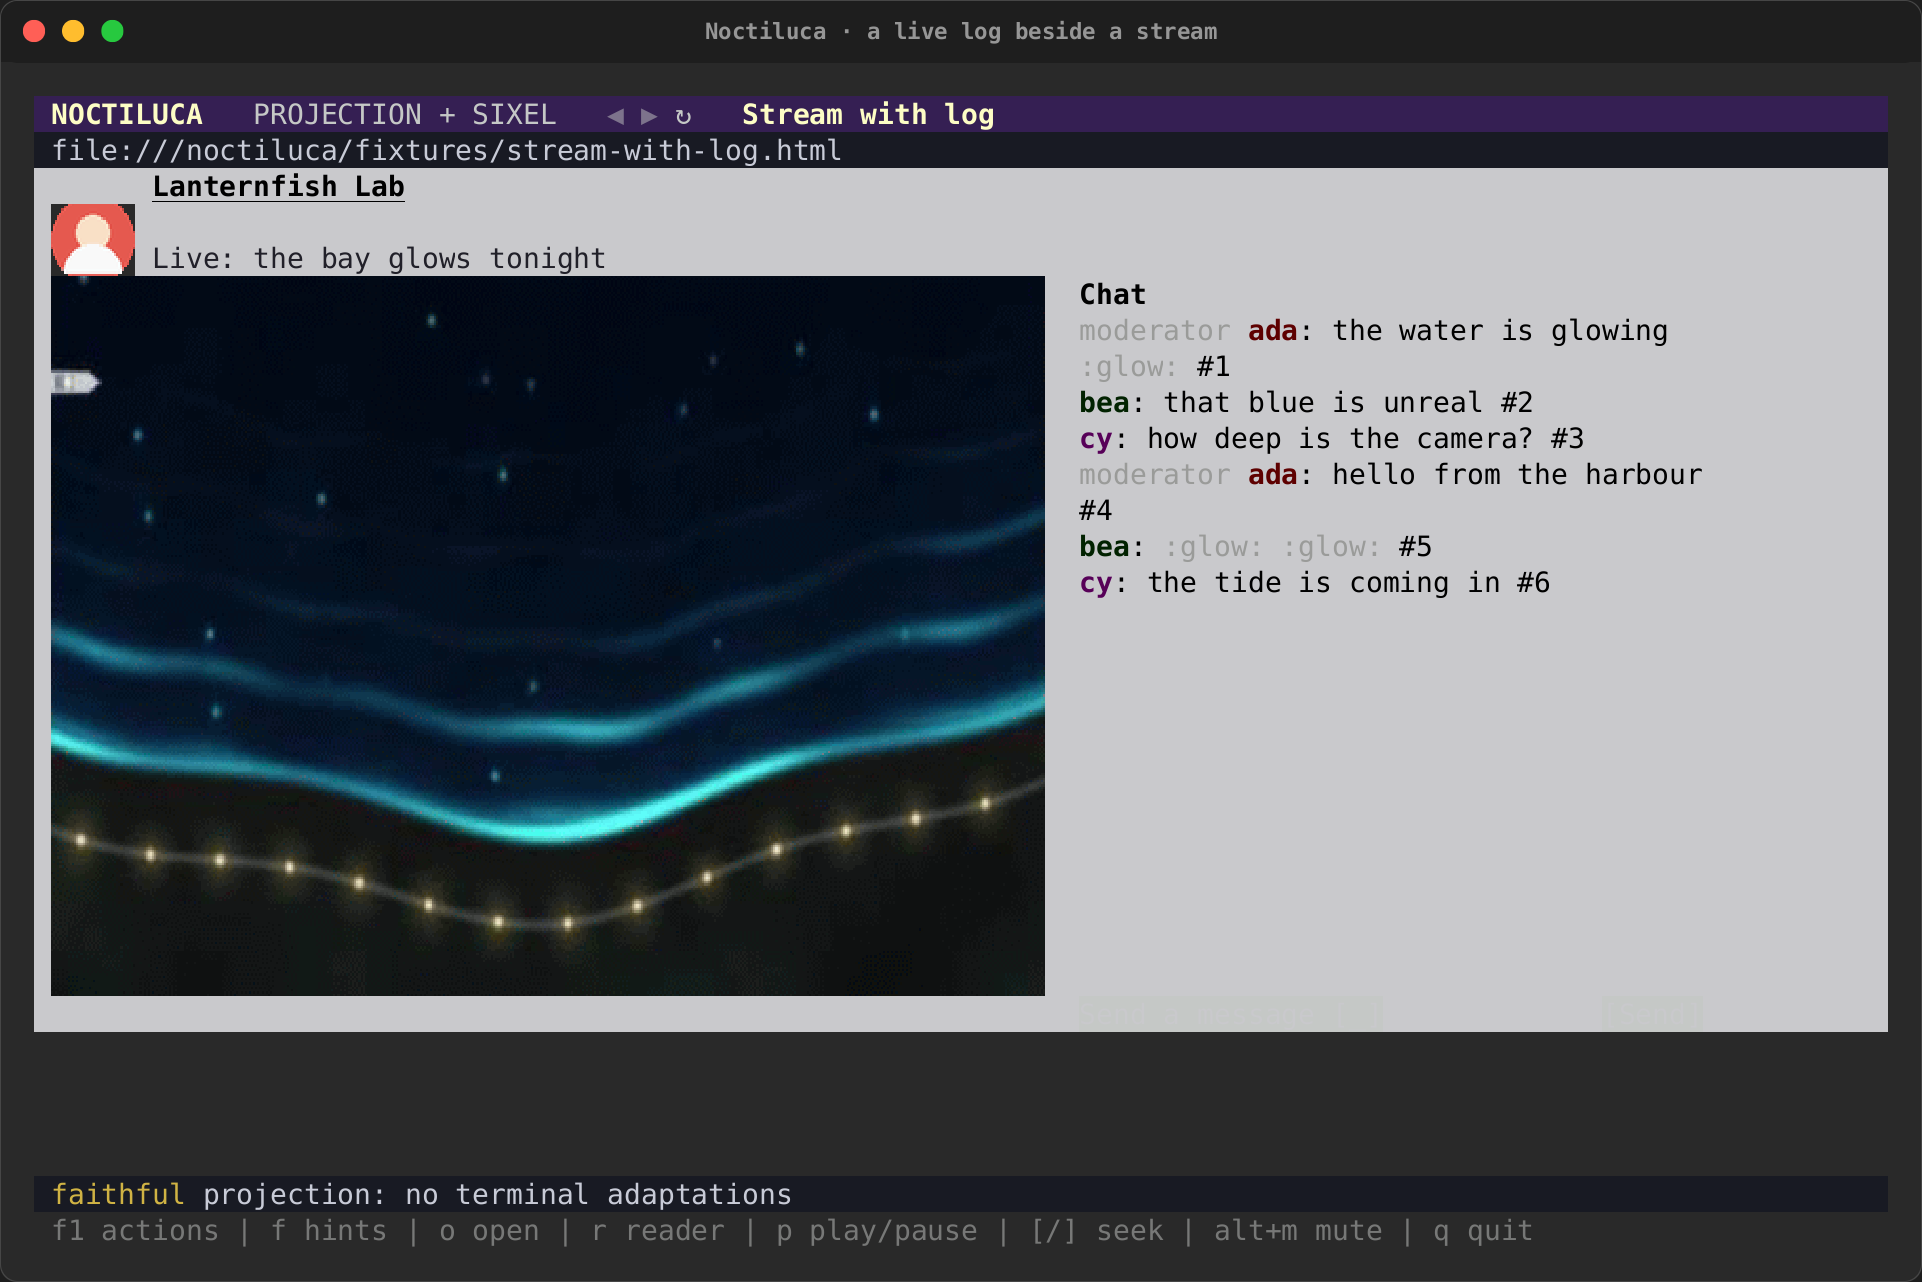 Noctiluca · a live log beside a stream
NOCTILUCA PROJECTION + SIXEL ◀ ▶ ↻ Stream with log
file:///noctiluca/fixtures/stream-with-log.html
Lanternfish Lab
Live: the bay glows tonight
Chat
moderator ada: the water is glowing
:glow: #1
bea: that blue is unreal #2
cy: how deep is the camera? #3
moderator ada: hello from the harbour
#4
bea: :glow: :glow: #5
cy: the tide is coming in #6
faithful projection: no terminal adaptations
f1 actions | f hints | o open | r reader | p play/pause | [/] seek | alt+m mute | q quit